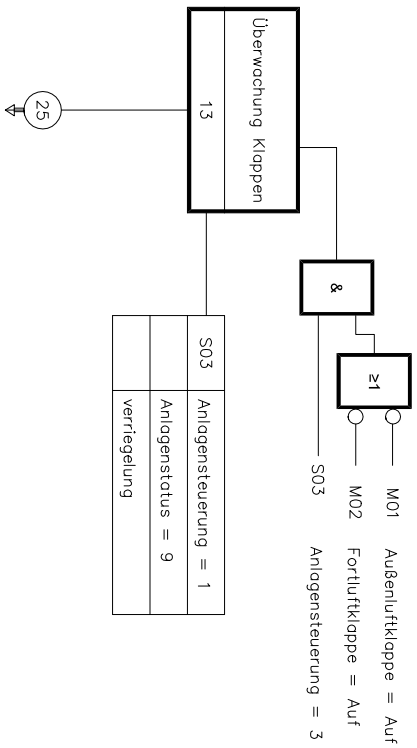 M01 Außenluftklappe = Auf
M02 Fortluftklappe = Auf
S03 Anlagensteuerung = 3
≥1
&
Überwachung Klappen
13
S03 Anlagensteuerung = 1
Anlagenstatus = 9
verriegelung
25